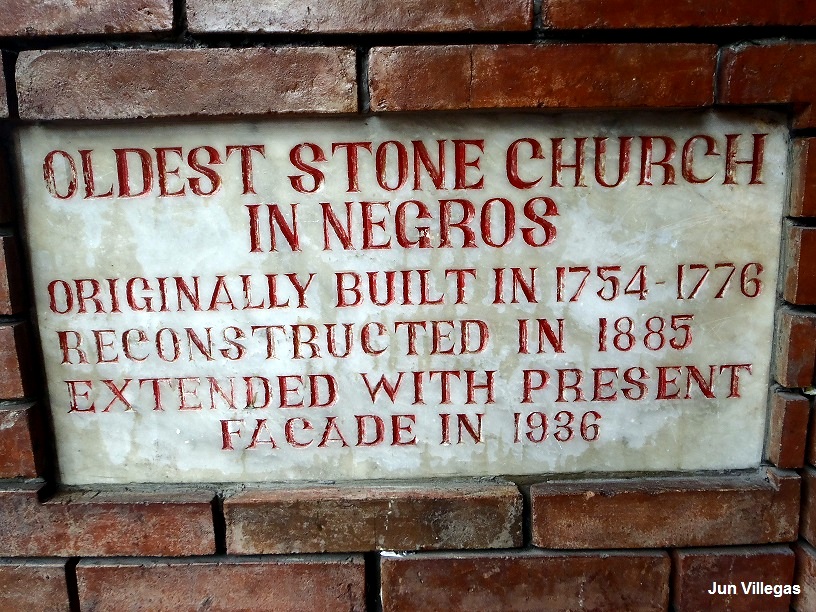 OLDEST STONE CHURCH
IN NEGROS
ORIGINALLY BUILT IN 1754-1776
RECONSTRUCTED IN 1885
EXTENDED WITH PRESENT
FACADE IN 1936
Jun Villegas